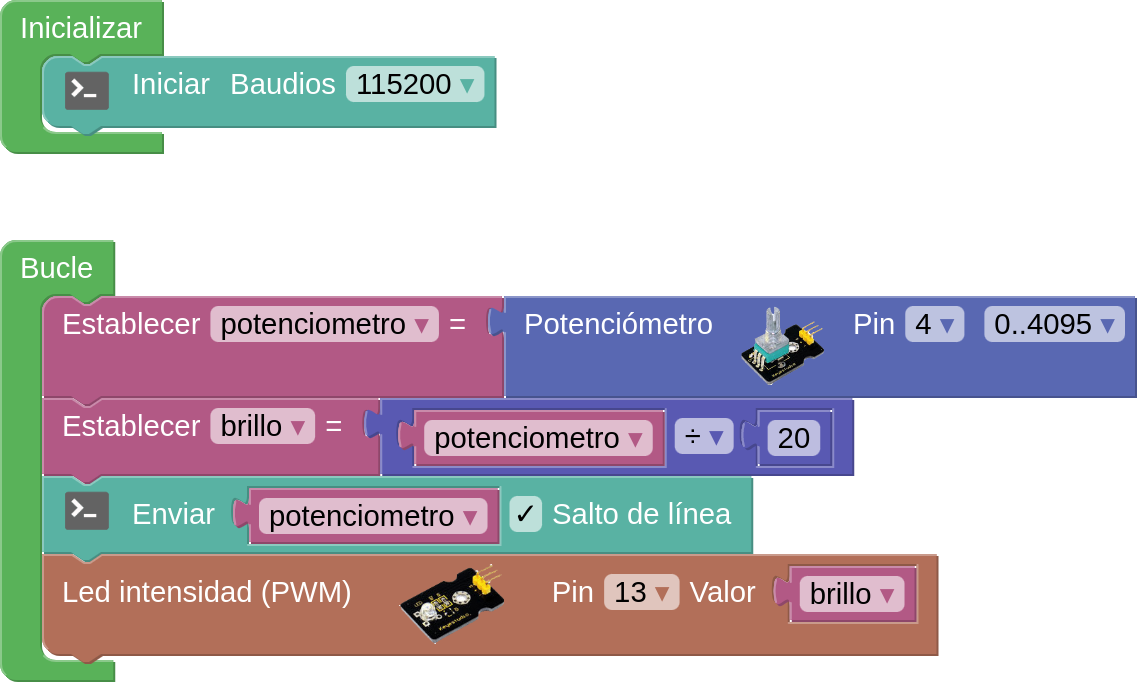 Inicializar
Iniciar Baudios 115200 ▾
Bucle
Establecer potenciometro ▾ = Potenciómetro Pin 4 ▾ 0..4095 ▾
Establecer brillo ▾ = potenciometro ▾ ÷ ▾ 20
Enviar potenciometro ▾ ✓ Salto de línea
Led intensidad (PWM) Pin 13 ▾ Valor brillo ▾